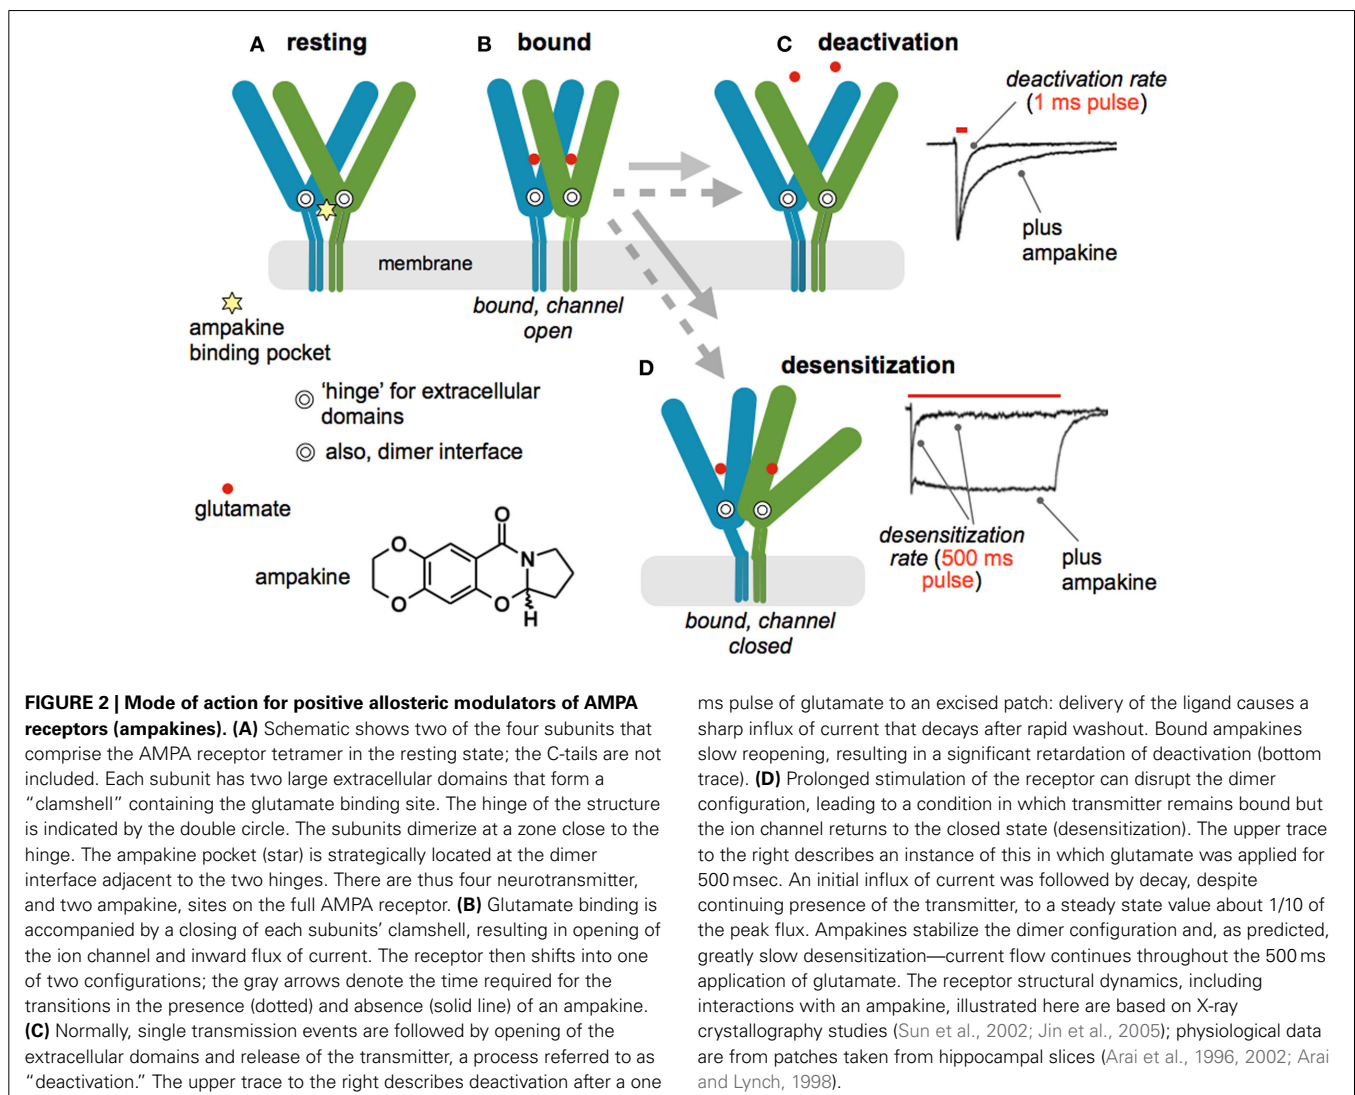 A resting
B bound
C deactivation
deactivation rate
(1 ms pulse)
plus
ampakine
membrane
bound, channel
open
ampakine
binding pocket
'hinge' for extracellular
domains
also, dimer interface
glutamate
ampakine
O
O
O
N
O
H
D desensitization
bound, channel
closed
desensitization
rate (500 ms
pulse)
plus
ampakine
FIGURE 2 | Mode of action for positive allosteric modulators of AMPA
receptors (ampakines). (A) Schematic shows two of the four subunits that
comprise the AMPA receptor tetramer in the resting state; the C-tails are not
included. Each subunit has two large extracellular domains that form a
“clamshell” containing the glutamate binding site. The hinge of the structure
is indicated by the double circle. The subunits dimerize at a zone close to the
hinge. The ampakine pocket (star) is strategically located at the dimer
interface adjacent to the two hinges. There are thus four neurotransmitter,
and two ampakine, sites on the full AMPA receptor. (B) Glutamate binding is
accompanied by a closing of each subunits’ clamshell, resulting in opening of
the ion channel and inward flux of current. The receptor then shifts into one
of two configurations; the gray arrows denote the time required for the
transitions in the presence (dotted) and absence (solid line) of an ampakine.
(C) Normally, single transmission events are followed by opening of the
extracellular domains and release of the transmitter, a process referred to as
“deactivation.” The upper trace to the right describes deactivation after a one
ms pulse of glutamate to an excised patch: delivery of the ligand causes a
sharp influx of current that decays after rapid washout. Bound ampakines
slow reopening, resulting in a significant retardation of deactivation (bottom
trace). (D) Prolonged stimulation of the receptor can disrupt the dimer
configuration, leading to a condition in which transmitter remains bound but
the ion channel returns to the closed state (desensitization). The upper trace
to the right describes an instance of this in which glutamate was applied for
500 msec. An initial influx of current was followed by decay, despite
continuing presence of the transmitter, to a steady state value about 1/10 of
the peak flux. Ampakines stabilize the dimer configuration and, as predicted,
greatly slow desensitization—current flow continues throughout the 500 ms
application of glutamate. The receptor structural dynamics, including
interactions with an ampakine, illustrated here are based on X-ray
crystallography studies (Sun et al., 2002; Jin et al., 2005); physiological data
are from patches taken from hippocampal slices (Arai et al., 1996, 2002; Arai
and Lynch, 1998).